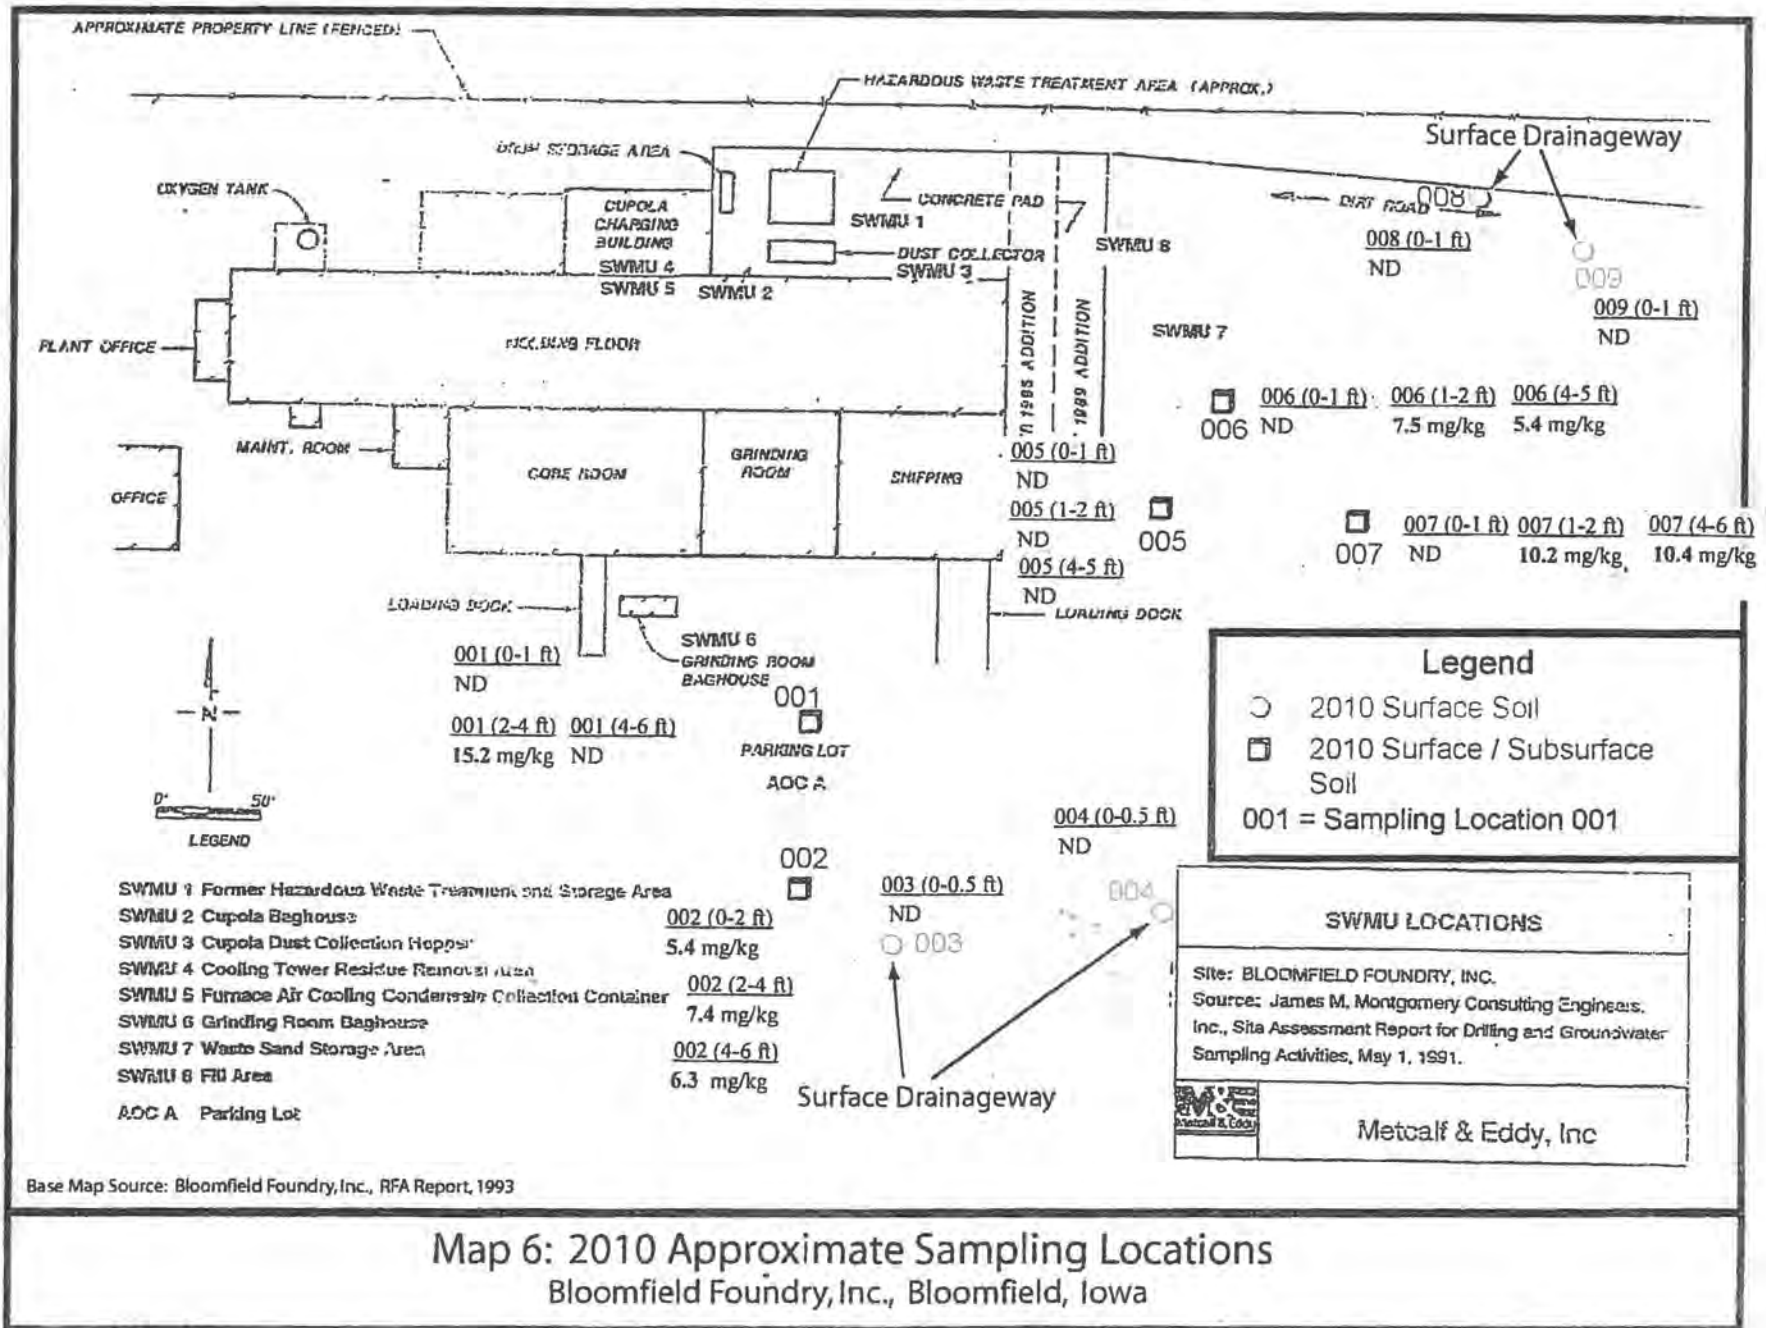 APPROXIMATE PROPERTY LINE (FENCED)
HAZARDOUS WASTE TREATMENT AREA (APPROX.)
Surface Drainageway
STORAGE AREA
OXYGEN TANK
CUPOLA
CHARGING
BUILDING
SWMU 4
SWMU 5
SWMU 2
SWMU 1
CONCRETE PAD
DUST COLLECTOR
SWMU 3
SWMU 8
DIRT ROAD
008
008 (0-1 ft)
ND
009
009 (0-1 ft)
ND
SWMU 7
PLANT OFFICE
FLOOR
1985 ADDITION
1989 ADDITION
006
006 (0-1 ft)
ND
006 (1-2 ft)
7.5 mg/kg
006 (4-5 ft)
5.4 mg/kg
MAINT. ROOM
OFFICE
CORE ROOM
GRINDING
ROOM
SHIPPING
005 (0-1 ft)
ND
005 (1-2 ft)
ND
005 (4-5 ft)
ND
005
007
007 (0-1 ft)
ND
007 (1-2 ft)
10.2 mg/kg
007 (4-6 ft)
10.4 mg/kg
LOADING DOCK
LOADING DOCK
SWMU 6
GRINDING ROOM
BAGHOUSE
001 (0-1 ft)
ND
001 (2-4 ft)
15.2 mg/kg
001 (4-6 ft)
ND
001
PARKING LOT
AOC A
N
0' 50'
LEGEND
Legend
2010 Surface Soil
2010 Surface / Subsurface
Soil
001 = Sampling Location 001
002
004 (0-0.5 ft)
ND
004
003 (0-0.5 ft)
ND
003
SWMU 1 Former Hazardous Waste Treatment and Storage Area
SWMU 2 Cupola Baghouse
SWMU 3 Cupola Dust Collection Hopper
SWMU 4 Cooling Tower Residue Removal Area
SWMU 5 Furnace Air Cooling Condensate Collection Container
SWMU 6 Grinding Room Baghouse
SWMU 7 Waste Sand Storage Area
SWMU 8 Fill Area
AOC A Parking Lot
002 (0-2 ft)
5.4 mg/kg
002 (2-4 ft)
7.4 mg/kg
002 (4-6 ft)
6.3 mg/kg
Surface Drainageway
SWMU LOCATIONS
Site: BLOOMFIELD FOUNDRY, INC.
Source: James M. Montgomery Consulting Engineers,
Inc., Site Assessment Report for Drilling and Groundwater
Sampling Activities, May 1, 1991.
M&E
Metcalf & Eddy
Metcalf & Eddy, Inc
Base Map Source: Bloomfield Foundry, Inc., RFA Report, 1993
Map 6: 2010 Approximate Sampling Locations
Bloomfield Foundry, Inc., Bloomfield, Iowa